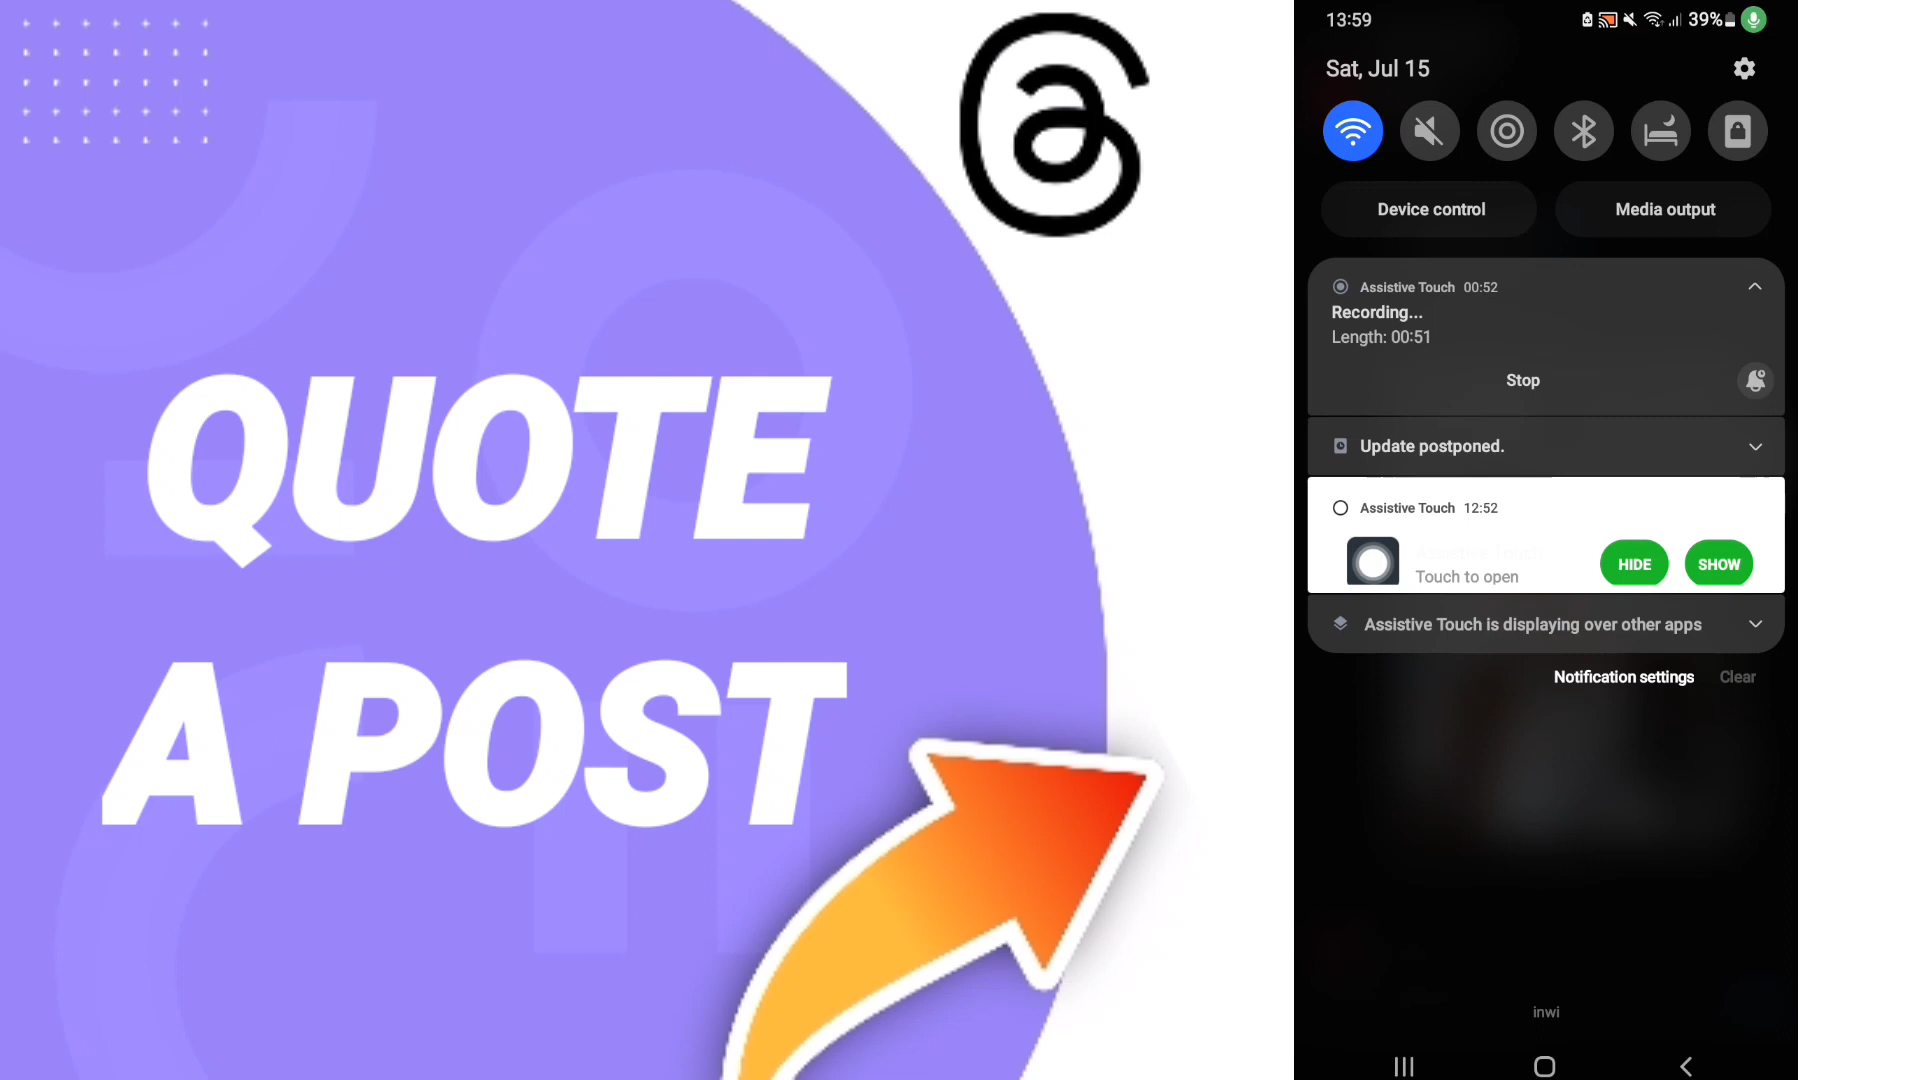 QUOTE
A POST
13:59
39%
Sat, Jul 15
Device control
Media output
Assistive Touch 00:52
Recording...
Length: 00:51
Stop
Update postponed.
Assistive Touch 12:52
Assistive Touch
Touch to open
HIDE
SHOW
Assistive Touch is displaying over other apps
Notification settings
Clear
inwi